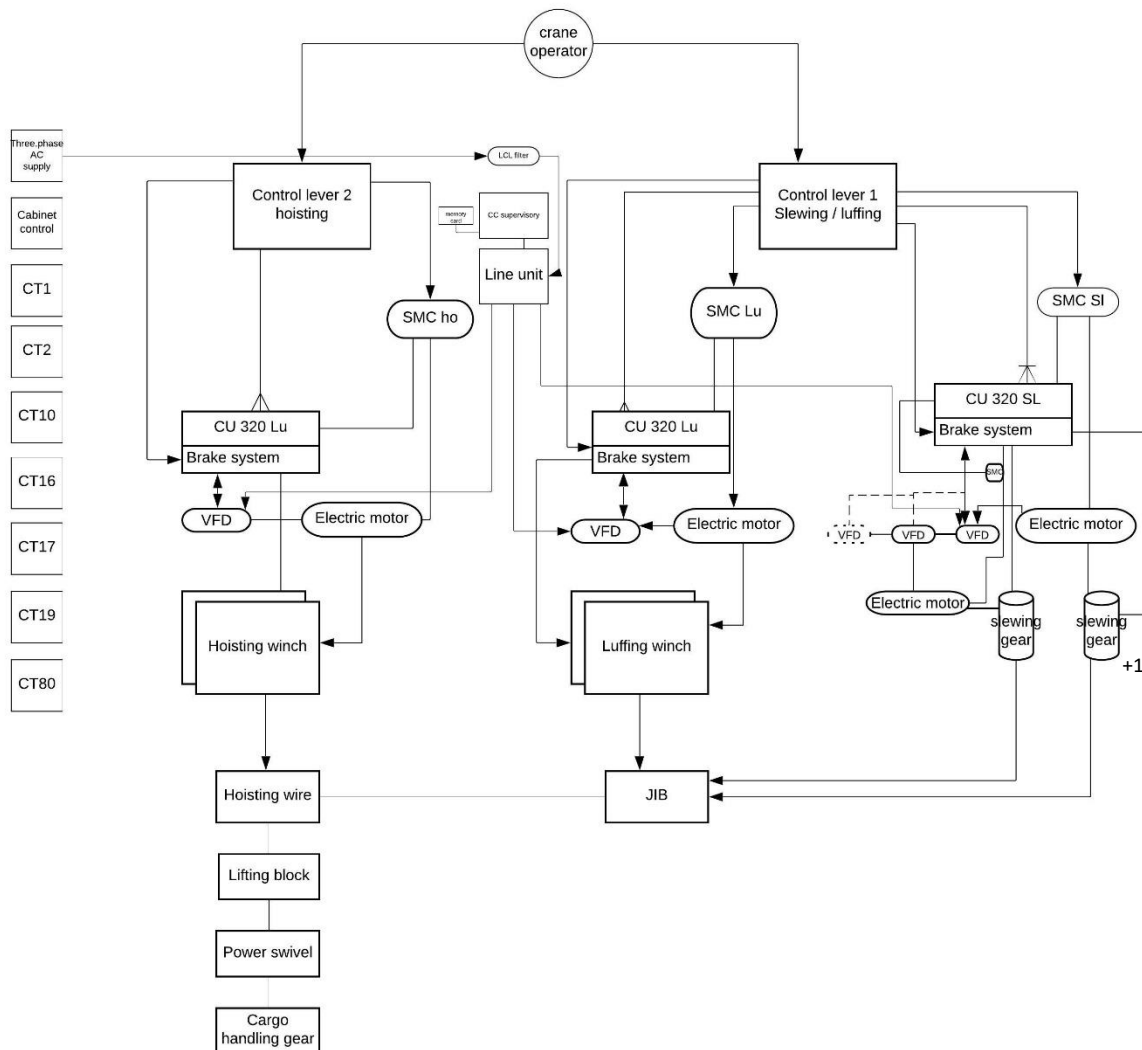 crane
operator
Three.phase
AC
supply
LCL filter
Control lever 2
hoisting
Control lever 1
Slewing / luffing
Cabinet
control
memory
card
CC supervisory
Line unit
CT1
SMC ho
SMC Lu
SMC Sl
CT2
CT10
CU 320 Lu
Brake system
CU 320 Lu
Brake system
CU 320 SL
Brake system
CT16
SMC
VFD
Electric motor
VFD
Electric motor
VFD
VFD
VFD
Electric motor
CT17
CT19
Electric motor
slewing
gear
slewing
gear
Hoisting winch
Luffing winch
+1
CT80
Hoisting wire
JIB
Lifting block
Power swivel
Cargo
handling gear